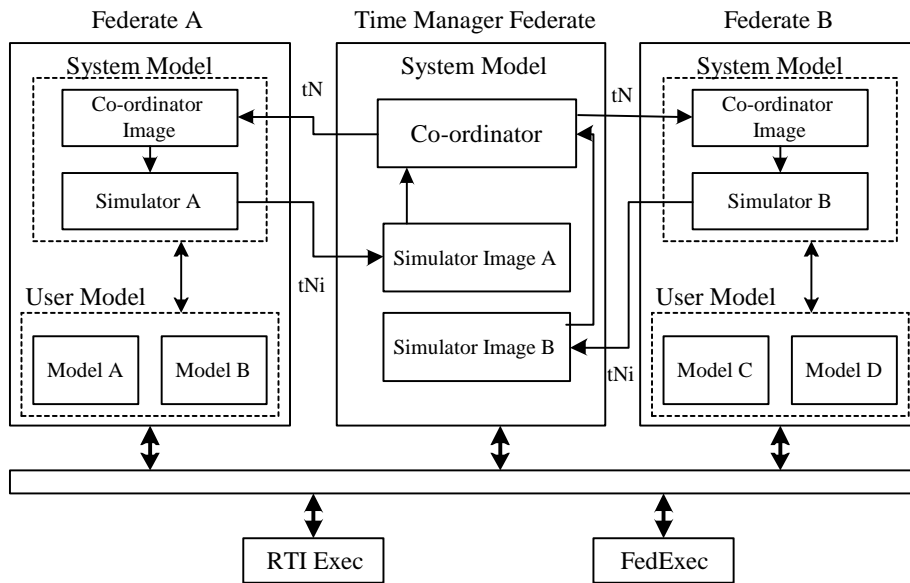 Federate A
Time Manager Federate
Federate B
System Model
System Model
System Model
tN
tN
Co-ordinator
Image
Co-ordinator
Co-ordinator
Image
Simulator A
Simulator B
Simulator Image A
tNi
User Model
User Model
Simulator Image B
tNi
Model A
Model B
Model C
Model D
RTI Exec
FedExec